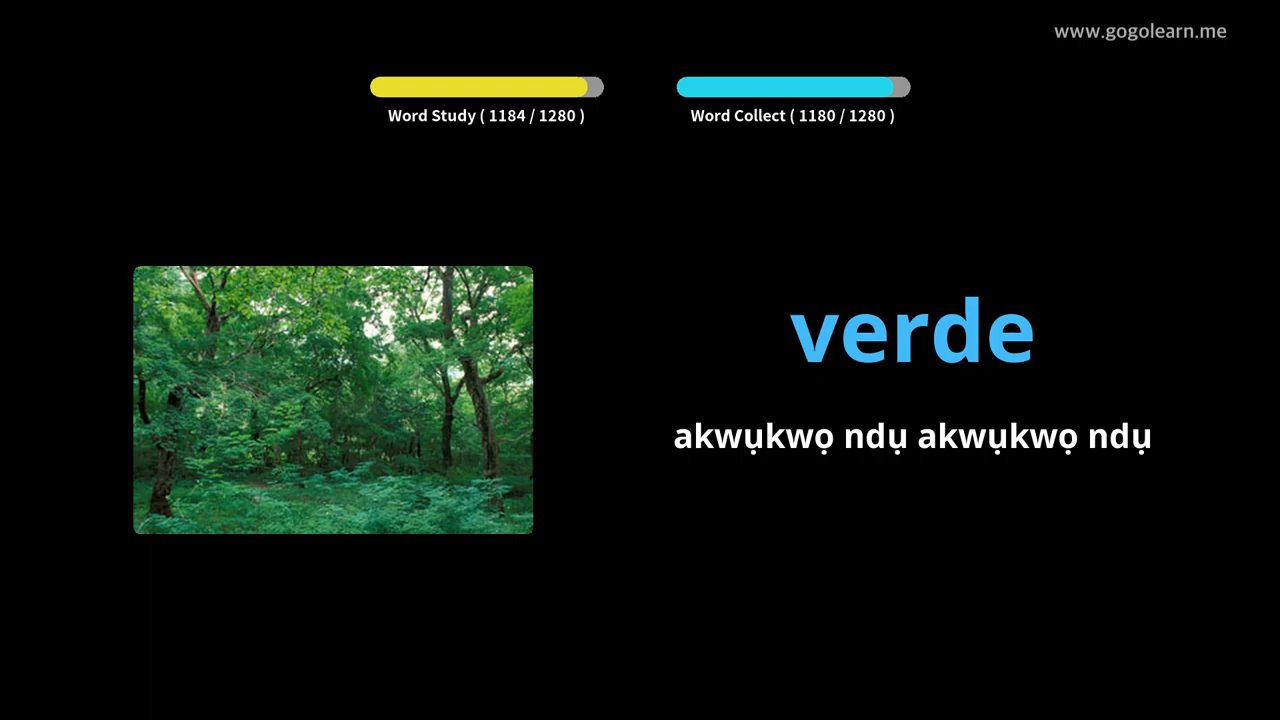 www.gogolearn.me
Word Study ( 1184 / 1280 )
Word Collect ( 1180 / 1280 )
verde
akwụkwọ ndụ akwụkwọ ndụ